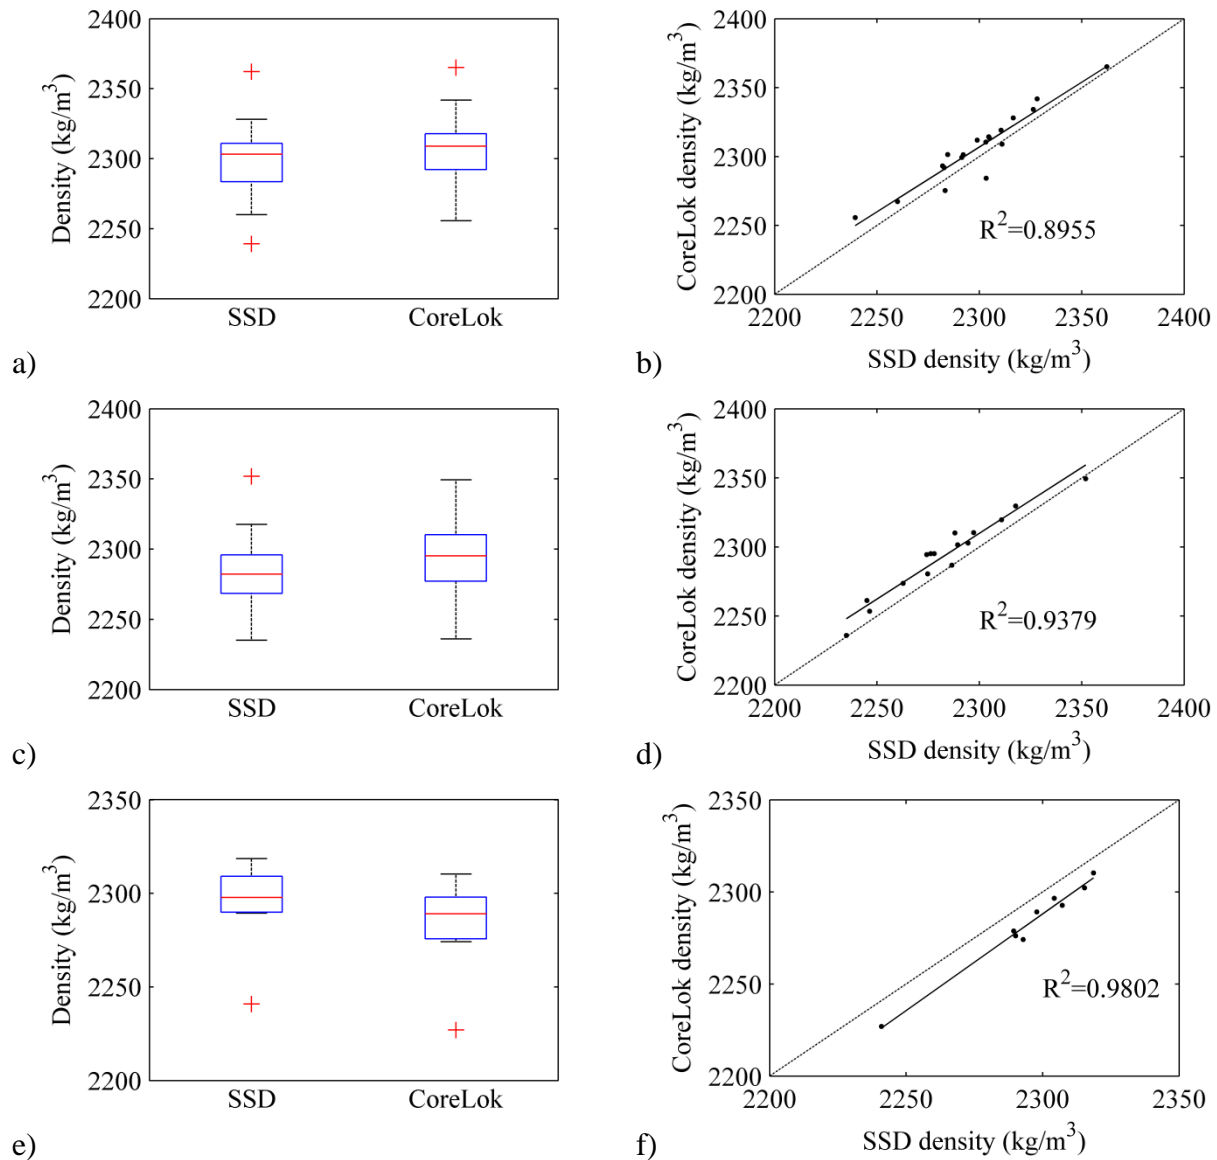 2400
2350
2300
2250
2200
Density (kg/m³)
SSD
CoreLok
a)
2400
2350
2300
2250
2200
CoreLok density (kg/m³)
R²=0.8955
2200 2250 2300 2350 2400
SSD density (kg/m³)
b)
2400
2350
2300
2250
2200
Density (kg/m³)
SSD
CoreLok
c)
2400
2350
2300
2250
2200
CoreLok density (kg/m³)
R²=0.9379
2200 2250 2300 2350 2400
SSD density (kg/m³)
d)
2350
2300
2250
2200
Density (kg/m³)
SSD
CoreLok
e)
2350
2300
2250
2200
CoreLok density (kg/m³)
R²=0.9802
2200 2250 2300 2350
SSD density (kg/m³)
f)